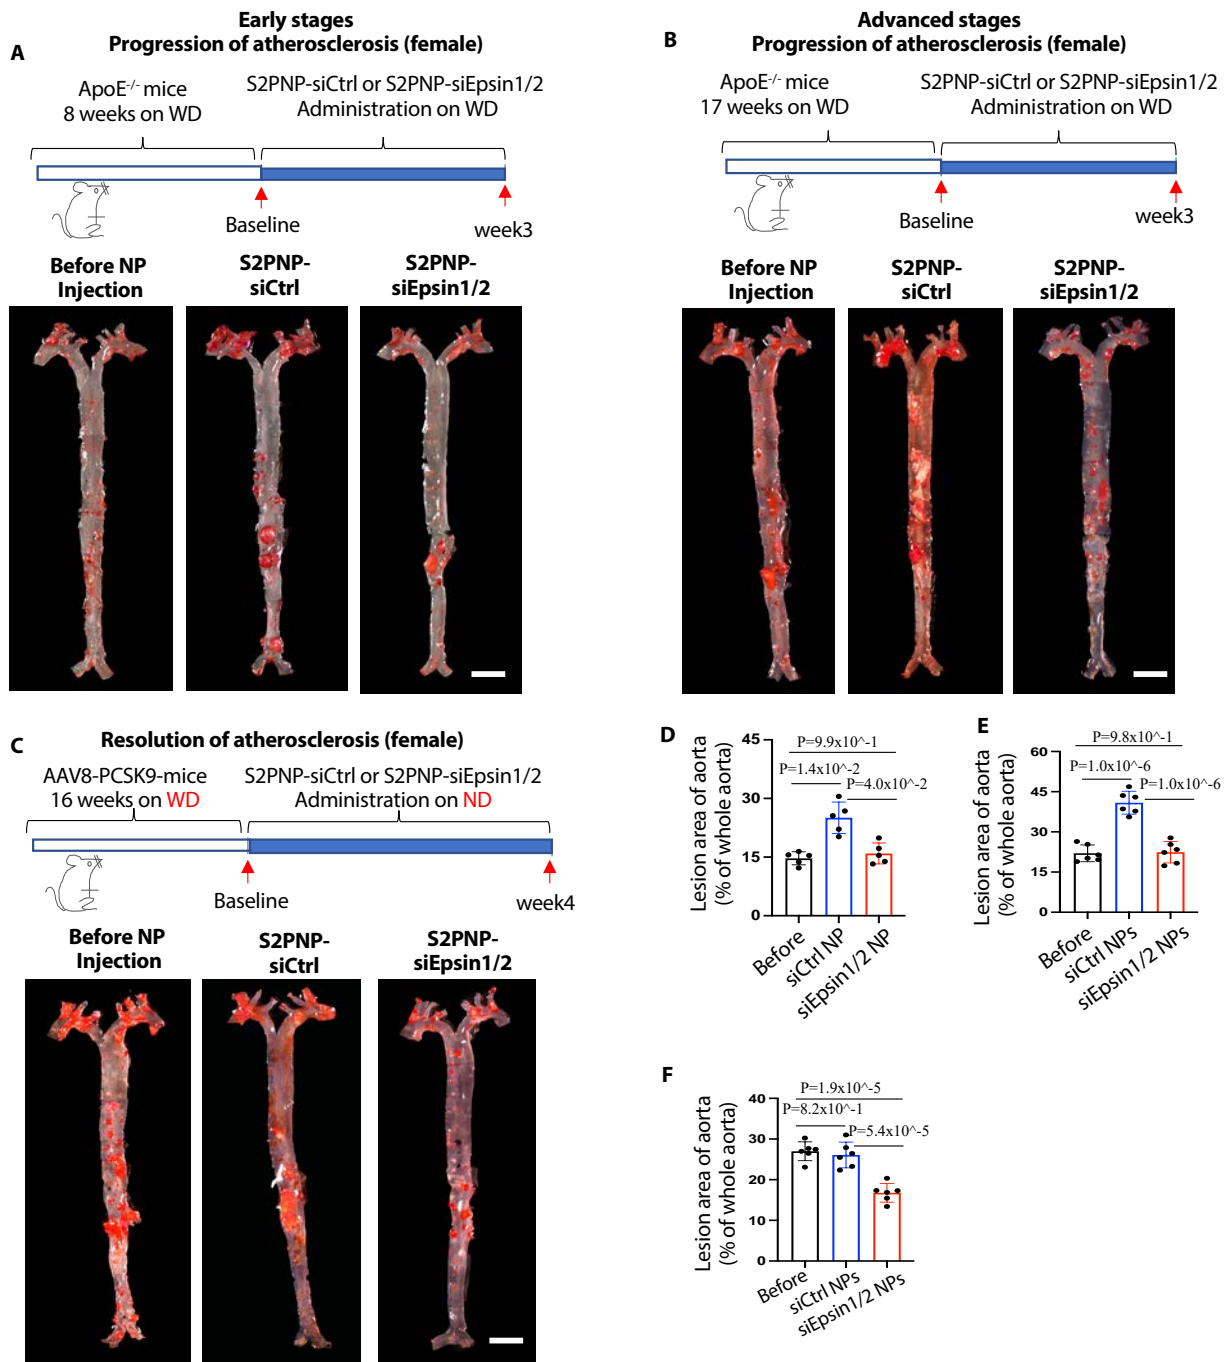 Early stages
Progression of atherosclerosis (female)
A
ApoE-/- mice
8 weeks on WD
S2PNP-siCtrl or S2PNP-siEpsin1/2
Administration on WD
Baseline
week3
Before NP
Injection
S2PNP-
siCtrl
S2PNP-
siEpsin1/2
Advanced stages
Progression of atherosclerosis (female)
B
ApoE-/- mice
17 weeks on WD
S2PNP-siCtrl or S2PNP-siEpsin1/2
Administration on WD
Baseline
week3
Before NP
Injection
S2PNP-
siCtrl
S2PNP-
siEpsin1/2
C
Resolution of atherosclerosis (female)
AAV8-PCSK9-mice
16 weeks on WD
S2PNP-siCtrl or S2PNP-siEpsin1/2
Administration on ND
Baseline
week4
Before NP
Injection
S2PNP-
siCtrl
S2PNP-
siEpsin1/2
D
Lesion area of aorta
(% of whole aorta)
45
30
15
0
P=9.9x10^-1
P=1.4x10^-2
P=4.0x10^-2
Before
siCtrl NP
siEpsin1/2 NP
E
Lesion area of aorta
(% of whole aorta)
60
45
30
15
0
P=9.8x10^-1
P=1.0x10^-6
P=1.0x10^-6
Before
siCtrl NPs
siEpsin1/2 NPs
F
Lesion area of aorta
(% of whole aorta)
40
30
20
10
0
P=1.9x10^-5
P=8.2x10^-1
P=5.4x10^-5
Before
siCtrl NPs
siEpsin1/2 NPs